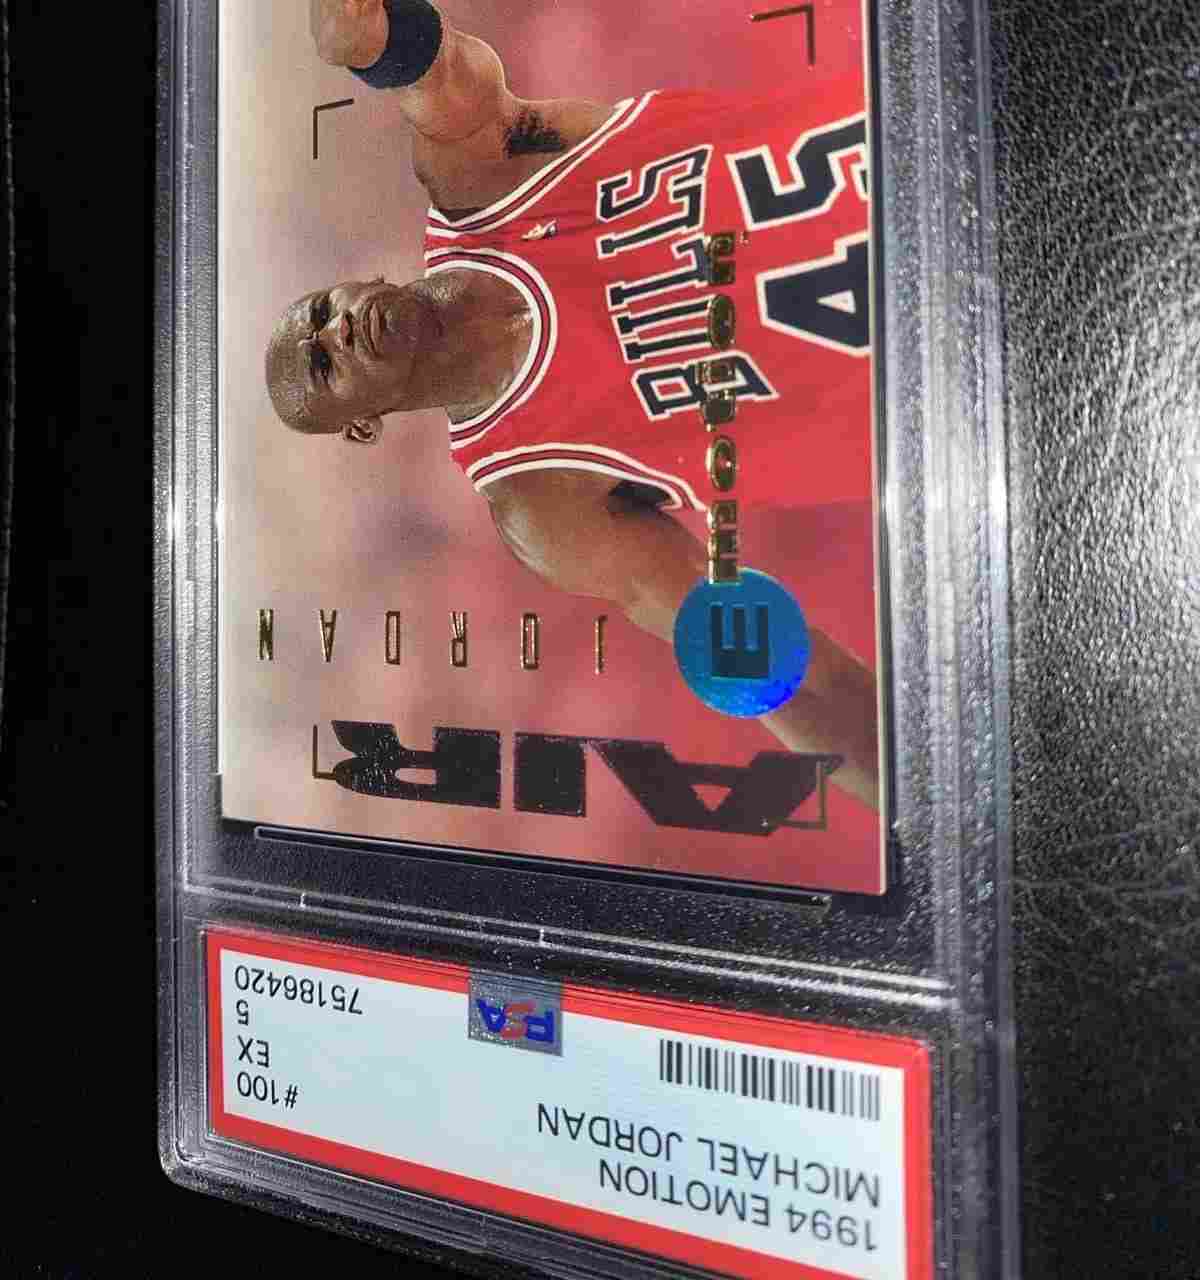 1994 EMOTION #100
MICHAEL JORDAN EX
5
PSA 75186420
AIR
JORDAN
E
BULLS
45